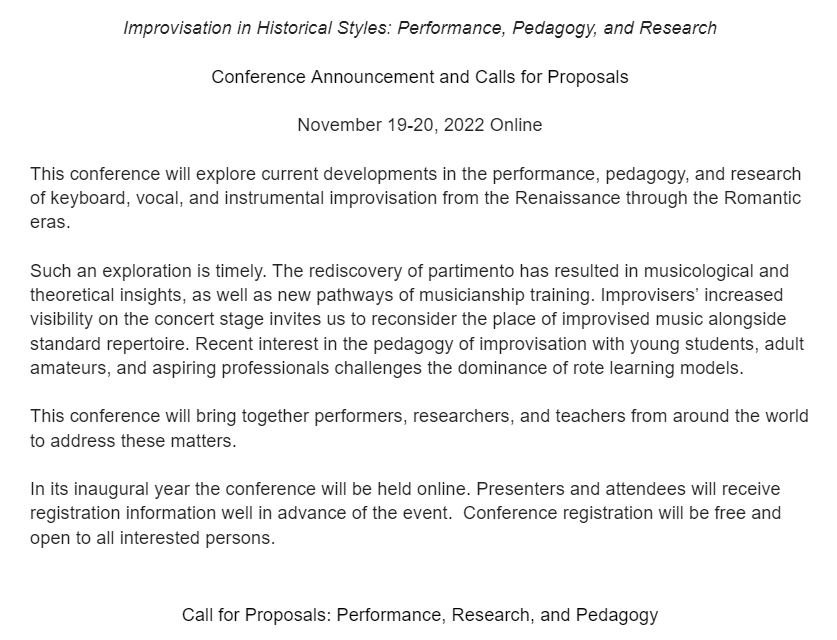 Improvisation in Historical Styles: Performance, Pedagogy, and Research
Conference Announcement and Calls for Proposals
November 19-20, 2022 Online
This conference will explore current developments in the performance, pedagogy, and research
of keyboard, vocal, and instrumental improvisation from the Renaissance through the Romantic
eras.
Such an exploration is timely. The rediscovery of partimento has resulted in musicological and
theoretical insights, as well as new pathways of musicianship training. Improvisers’ increased
visibility on the concert stage invites us to reconsider the place of improvised music alongside
standard repertoire. Recent interest in the pedagogy of improvisation with young students, adult
amateurs, and aspiring professionals challenges the dominance of rote learning models.
This conference will bring together performers, researchers, and teachers from around the world
to address these matters.
In its inaugural year the conference will be held online. Presenters and attendees will receive
registration information well in advance of the event.  Conference registration will be free and
open to all interested persons.
Call for Proposals: Performance, Research, and Pedagogy